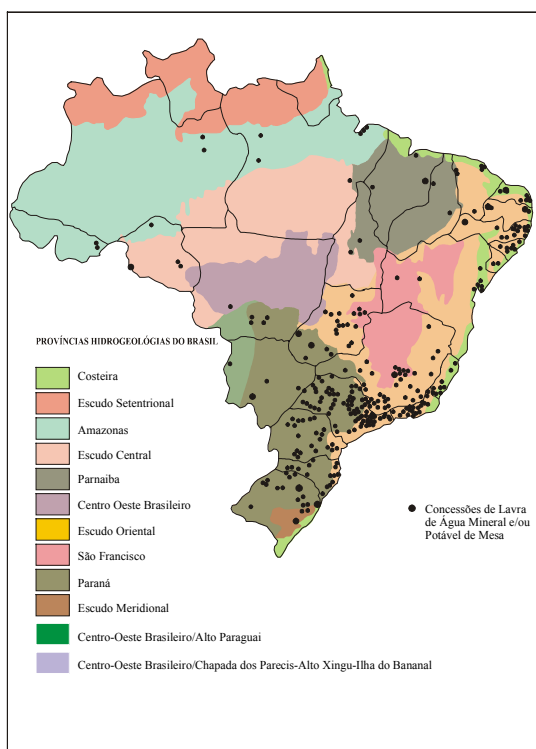 PROVÍNCIAS HIDROGEOLÓGIAS DO BRASIL
Costeira
Escudo Setentrional
Amazonas
Escudo Central
Parnaiba
Centro Oeste Brasileiro
Escudo Oriental
São Francisco
Paraná
Escudo Meridional
Centro-Oeste Brasileiro/Alto Paraguai
Centro-Oeste Brasileiro/Chapada dos Parecis-Alto Xingu-Ilha do Bananal
Concessões de Lavra
de Água Mineral e/ou
Potável de Mesa